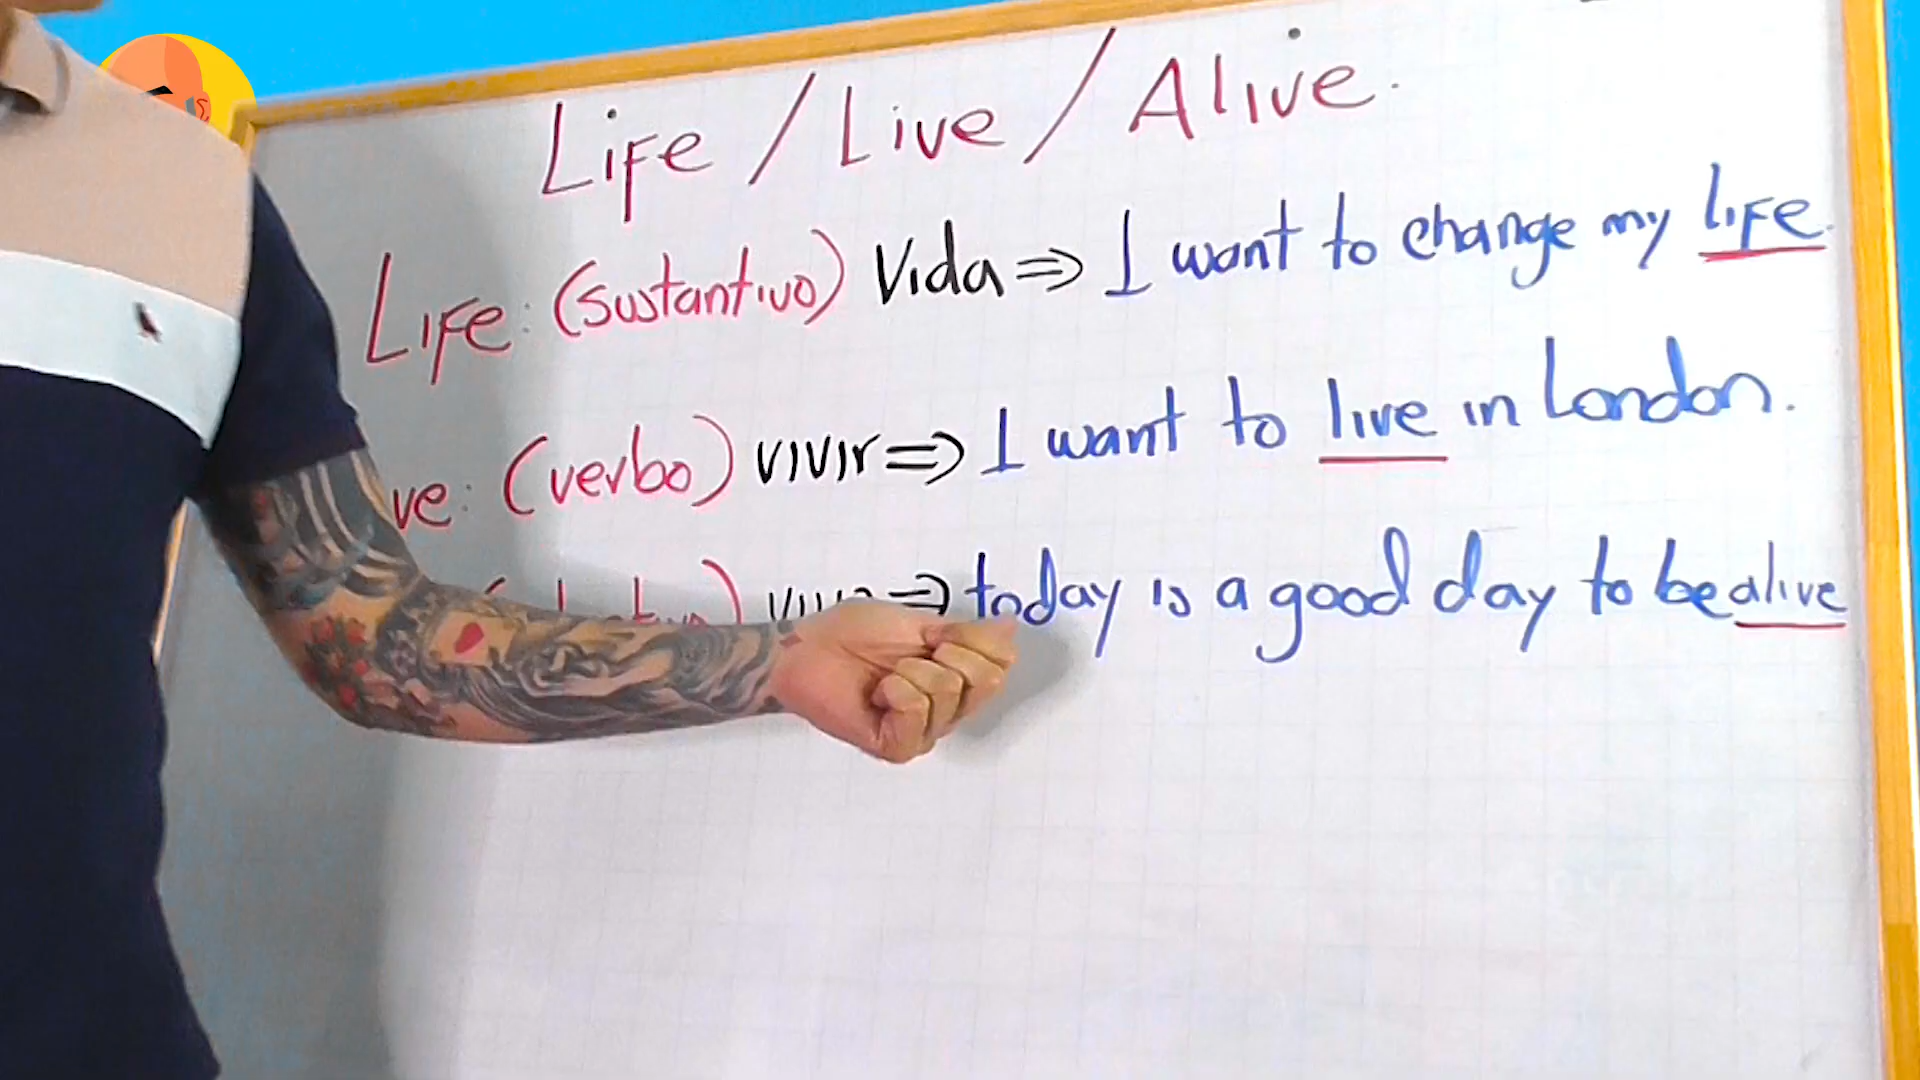 Life / Live / Alive.
Life: (sustantivo) Vida ⇒ I want to change my life.
ve: (verbo) vivir ⇒ I want to live in London.
⇒ today is a good day to be alive